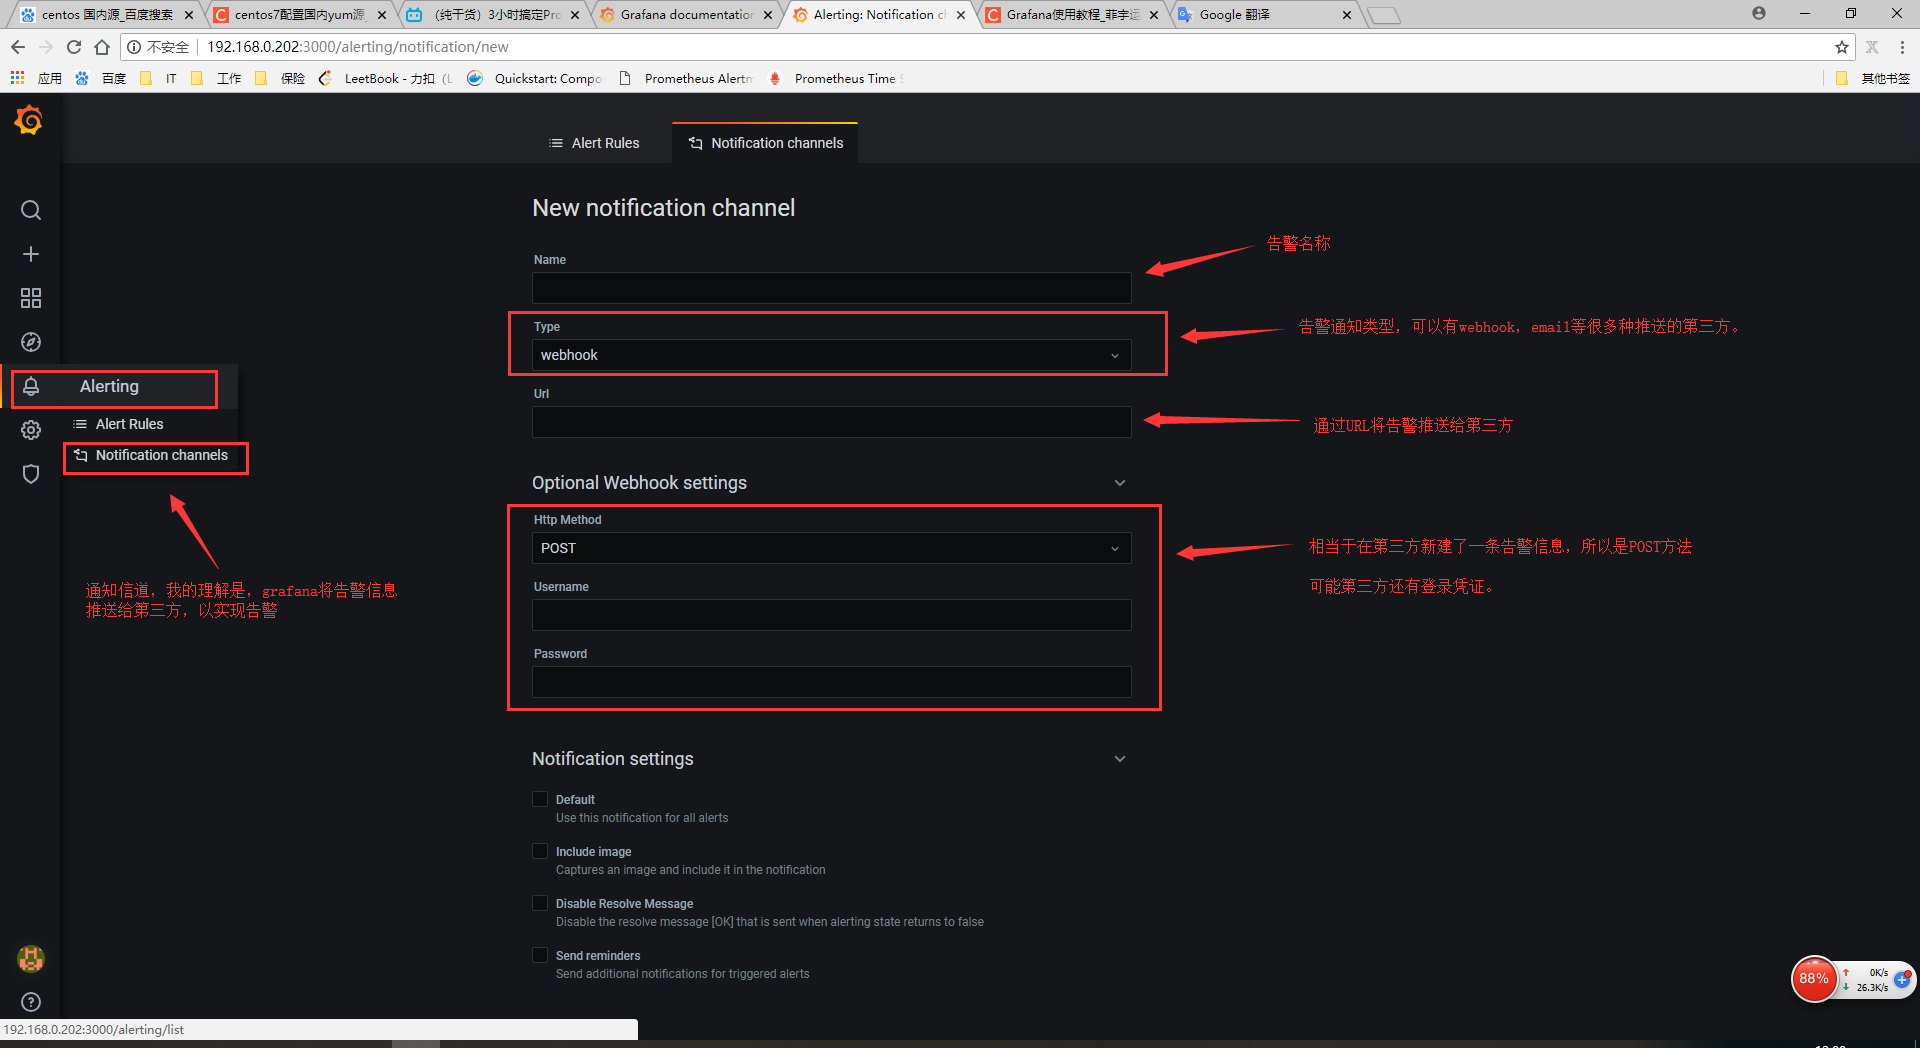 centos 国内源_百度搜索
centos7配置国内yum源_
（纯干货）3小时搞定Pro
Grafana documentation
Alerting: Notification ch
Grafana使用教程_菲宇运
Google 翻译
不安全 192.168.0.202:3000/alerting/notification/new
应用
百度
IT
工作
保险
LeetBook - 力扣（L
Quickstart: Compo
Prometheus Alertm
Prometheus Time S
其他书签
Alert Rules
Notification channels
New notification channel
Name
告警名称
Type
webhook
告警通知类型，可以有webhook，email等很多种推送的第三方。
Url
通过URL将告警推送给第三方
Alerting
Alert Rules
Notification channels
通知信道，我的理解是，grafana将告警信息
推送给第三方，以实现告警
Optional Webhook settings
Http Method
POST
相当于在第三方新建了一条告警信息，所以是POST方法
可能第三方还有登录凭证。
Username
Password
Notification settings
Default
Use this notification for all alerts
Include image
Captures an image and include it in the notification
Disable Resolve Message
Disable the resolve message [OK] that is sent when alerting state returns to false
Send reminders
Send additional notifications for triggered alerts
88%
0K/s
26.3K/s
192.168.0.202:3000/alerting/list